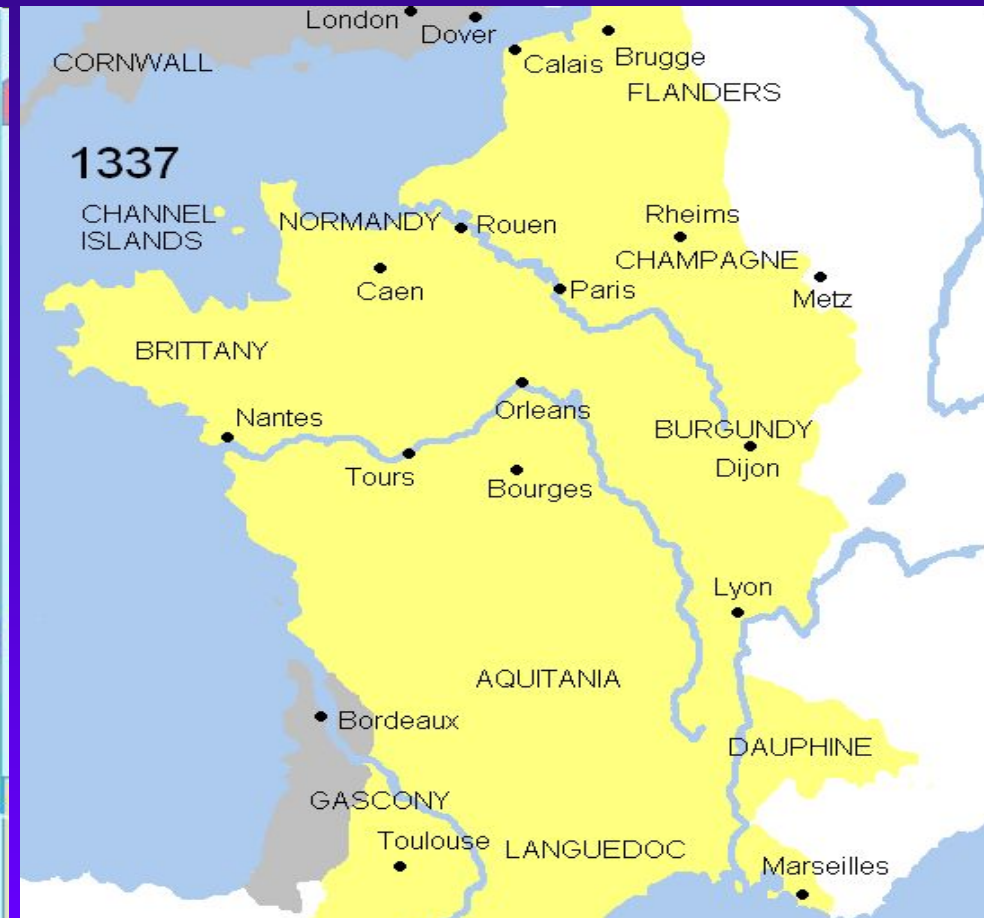 London
Dover
CORNWALL
Calais
Brugge
FLANDERS
1337
CHANNEL
ISLANDS
NORMANDY
Rouen
Rheims
CHAMPAGNE
Caen
Paris
Metz
BRITTANY
Orleans
Nantes
BURGUNDY
Tours
Bourges
Dijon
Lyon
AQUITANIA
Bordeaux
DAUPHINE
GASCONY
Toulouse
LANGUEDOC
Marseilles